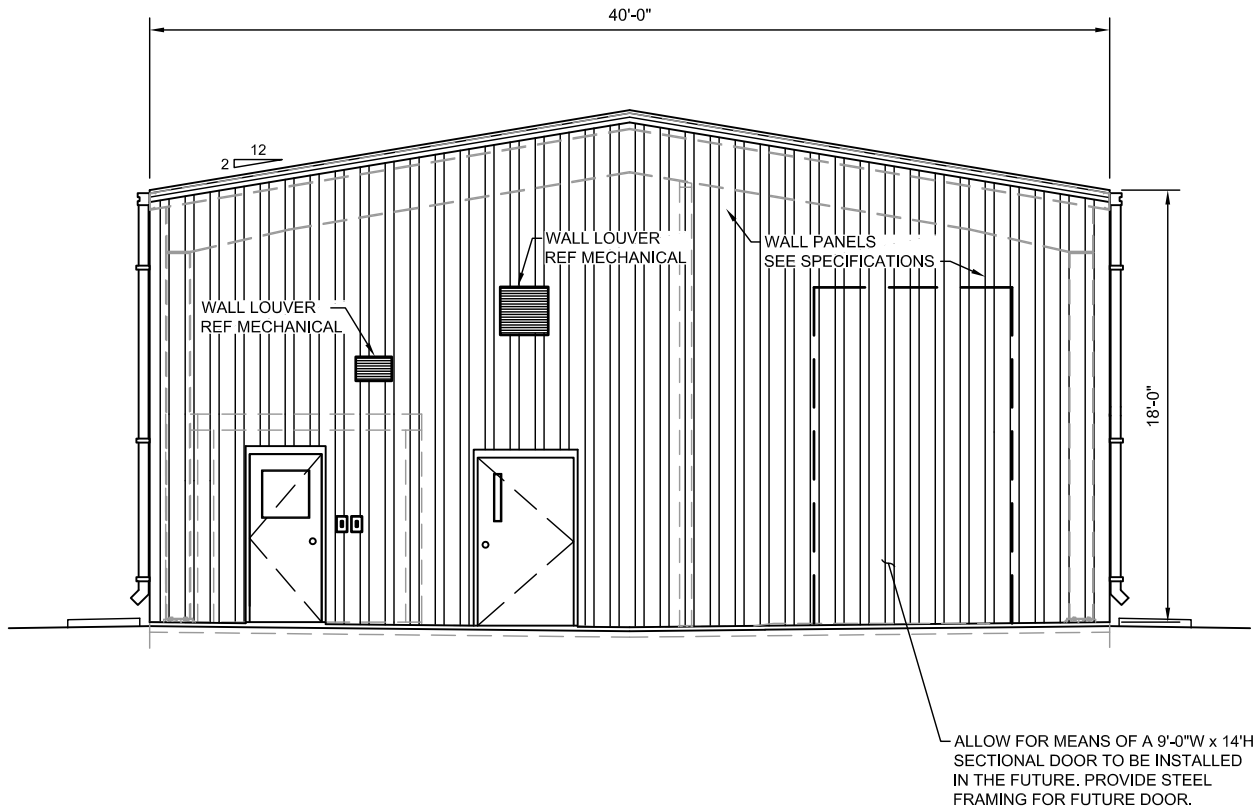 40'-0"
12
2
WALL LOUVER
REF MECHANICAL
WALL PANELS
SEE SPECIFICATIONS
WALL LOUVER
REF MECHANICAL
18'-0"
ALLOW FOR MEANS OF A 9'-0"W x 14'H
SECTIONAL DOOR TO BE INSTALLED
IN THE FUTURE. PROVIDE STEEL
FRAMING FOR FUTURE DOOR.